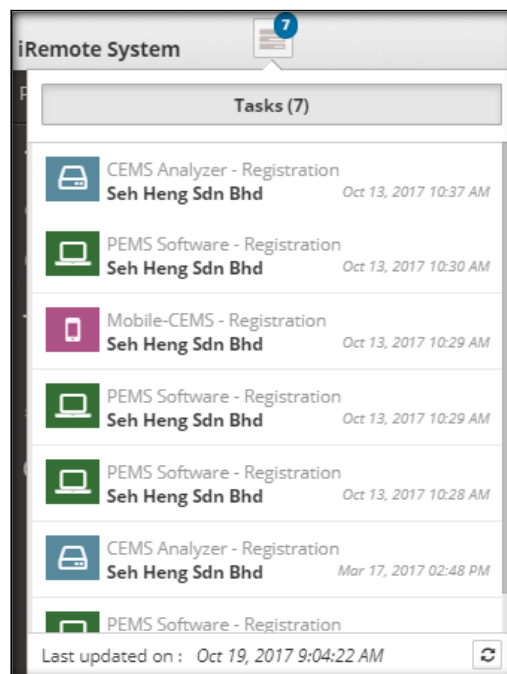 7
iRemote System
P
Tasks (7)
CEMS Analyzer - Registration
Seh Heng Sdn Bhd Oct 13, 2017 10:37 AM
PEMS Software - Registration
Seh Heng Sdn Bhd Oct 13, 2017 10:30 AM
Mobile-CEMS - Registration
Seh Heng Sdn Bhd Oct 13, 2017 10:29 AM
PEMS Software - Registration
Seh Heng Sdn Bhd Oct 13, 2017 10:29 AM
PEMS Software - Registration
Seh Heng Sdn Bhd Oct 13, 2017 10:28 AM
CEMS Analyzer - Registration
Seh Heng Sdn Bhd Mar 17, 2017 02:48 PM
PEMS Software - Registration
Last updated on : Oct 19, 2017 9:04:22 AM